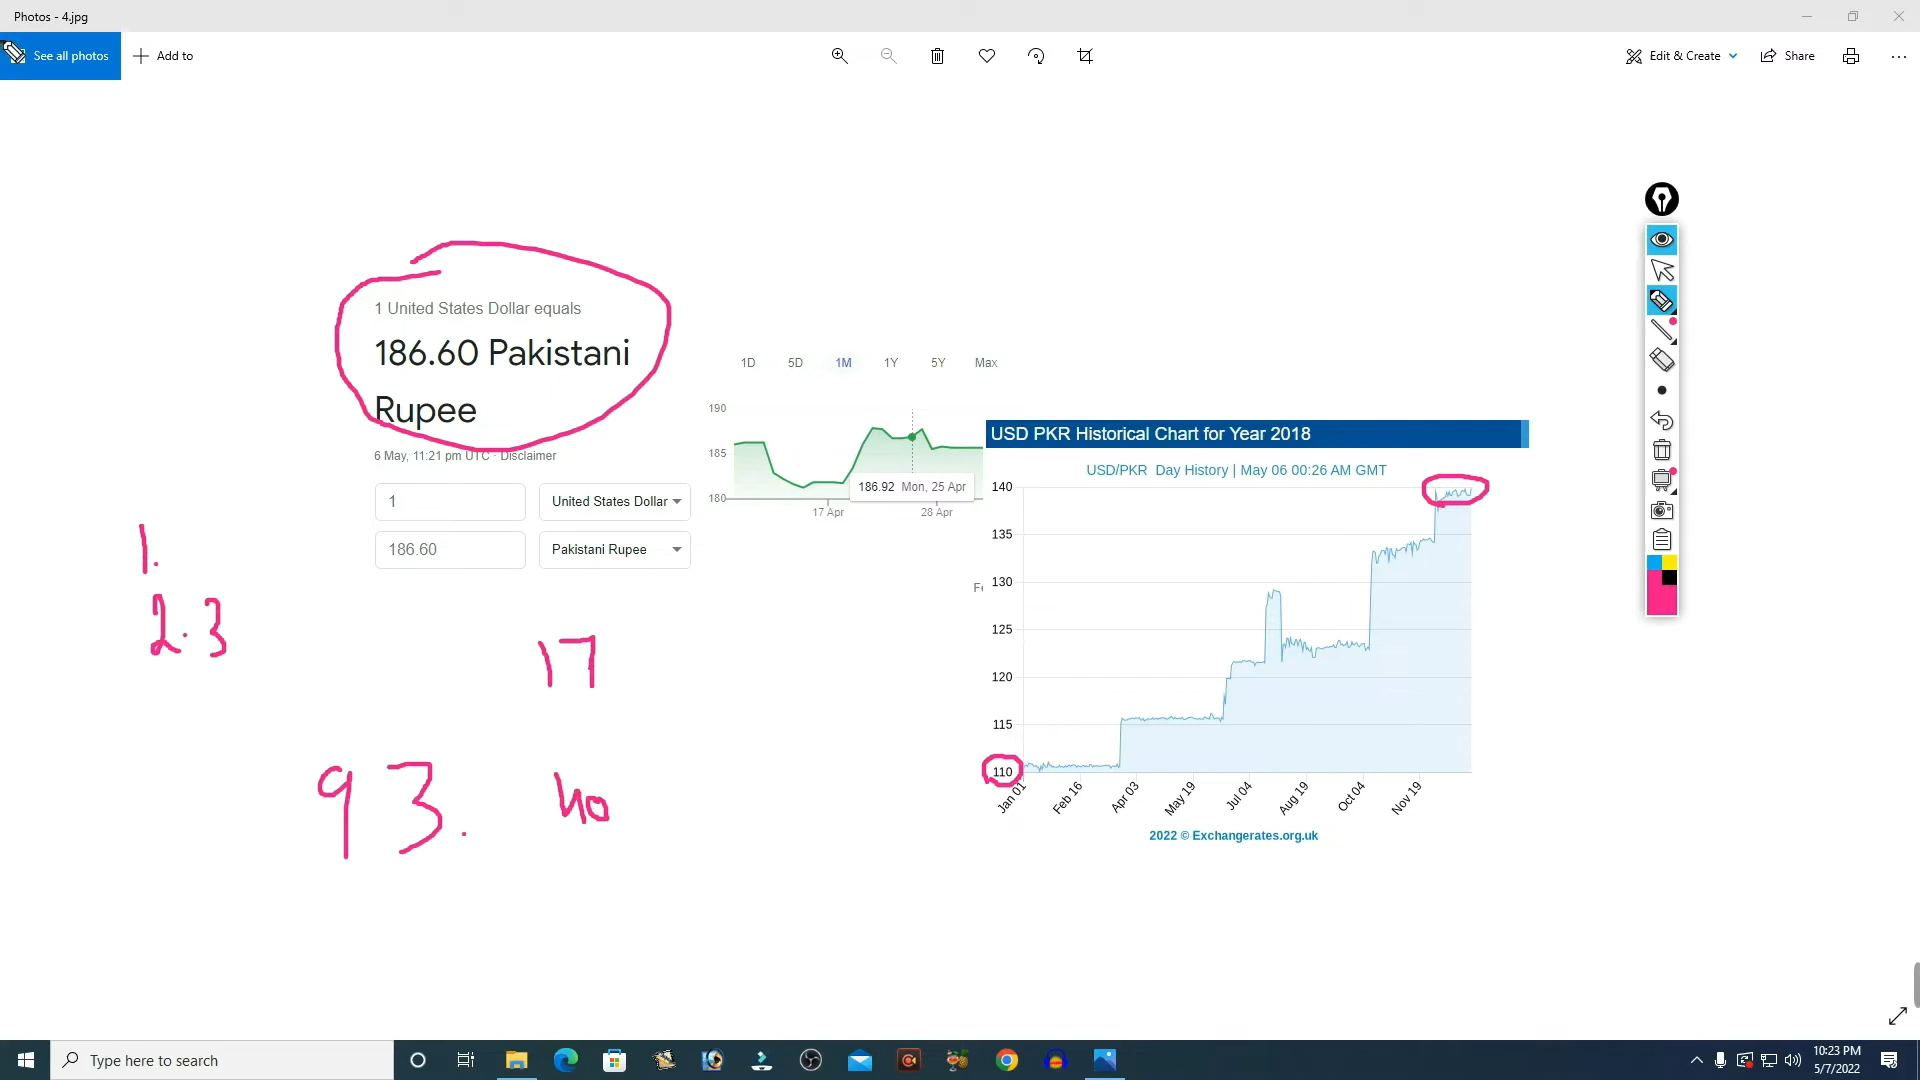 Photos - 4.jpg
See all photos
Add to
Edit & Create
Share
1 United States Dollar equals
186.60 Pakistani
Rupee
6 May, 11:21 pm UTC · Disclaimer
1 United States Dollar
186.60 Pakistani Rupee
1D 5D 1M 1Y 5Y Max
190
185
180
186.92 Mon, 25 Apr
17 Apr 28 Apr
USD PKR Historical Chart for Year 2018
USD/PKR Day History | May 06 00:26 AM GMT
140
135
130
125
120
115
110
Jan 01 Feb 16 Apr 03 May 19 Jul 04 Aug 19 Oct 04 Nov 19
2022 © Exchangerates.org.uk
1.
2.3
17
93.
40
Type here to search
10:23 PM
5/7/2022